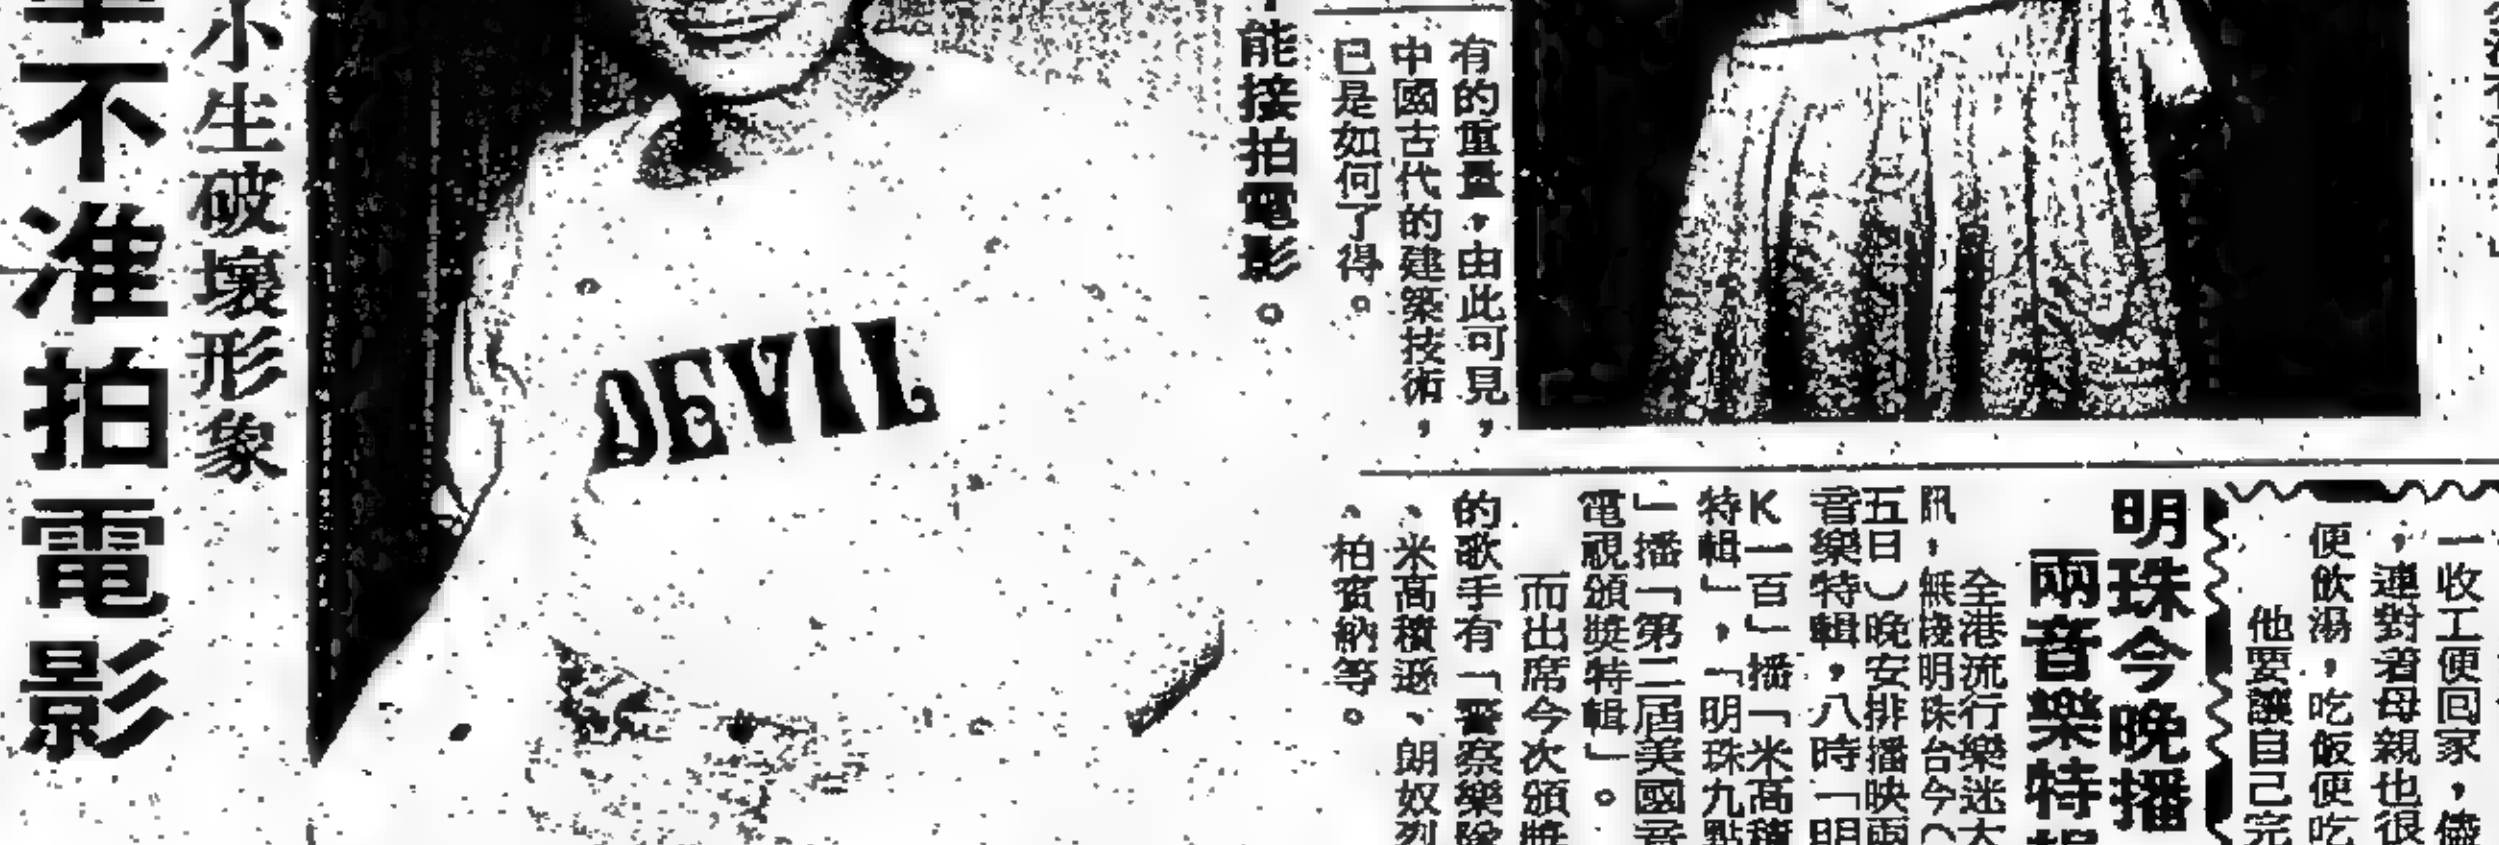 一收工便回家，儘
，連對着母親也很
便飲湯，吃飯便吃
他要讓自己完
明珠今晚播
兩音樂特輯
全港流行樂迷大
訊，無綫明珠台今（
五日）晚安排播映兩
音樂特輯，八時「明
K一百」播「米高積
特輯」，「明珠九點
」播「第二屆美國音
電視頒獎特輯」。
而出席今次頒獎
的歌手有「警察樂隊
、米高積遜、朗奴列
、柏賓納等。
有的重量，由此可見，
中國古代的建築技術，
已是如何了得。
能接拍電影。
DEVIL
小生破壞形象
不准拍電影